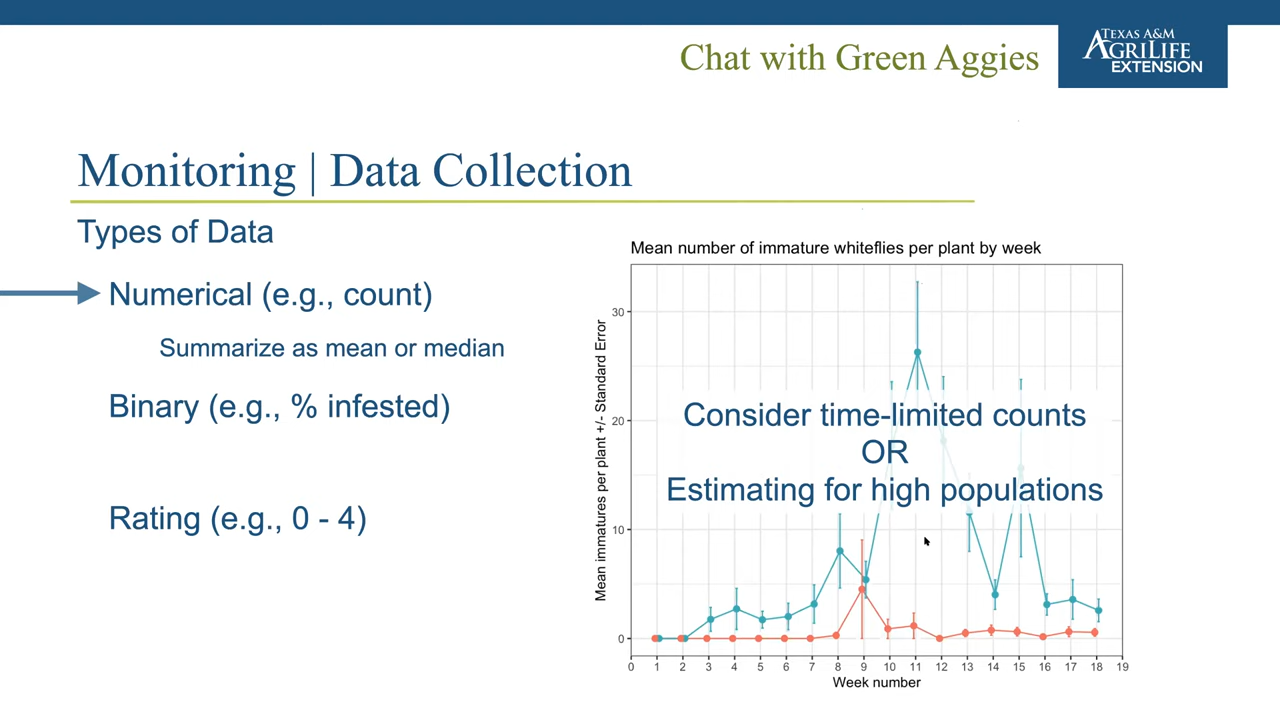 Chat with Green Aggies
TEXAS A&M
AGRILIFE
EXTENSION
Monitoring | Data Collection
Types of Data
Numerical (e.g., count)
Summarize as mean or median
Binary (e.g., % infested)
Rating (e.g., 0 - 4)
Mean number of immature whiteflies per plant by week
Mean immatures per plant +/- Standard Error
30
20
10
0
Consider time-limited counts
OR
Estimating for high populations
0 1 2 3 4 5 6 7 8 9 10 11 12 13 14 15 16 17 18 19
Week number